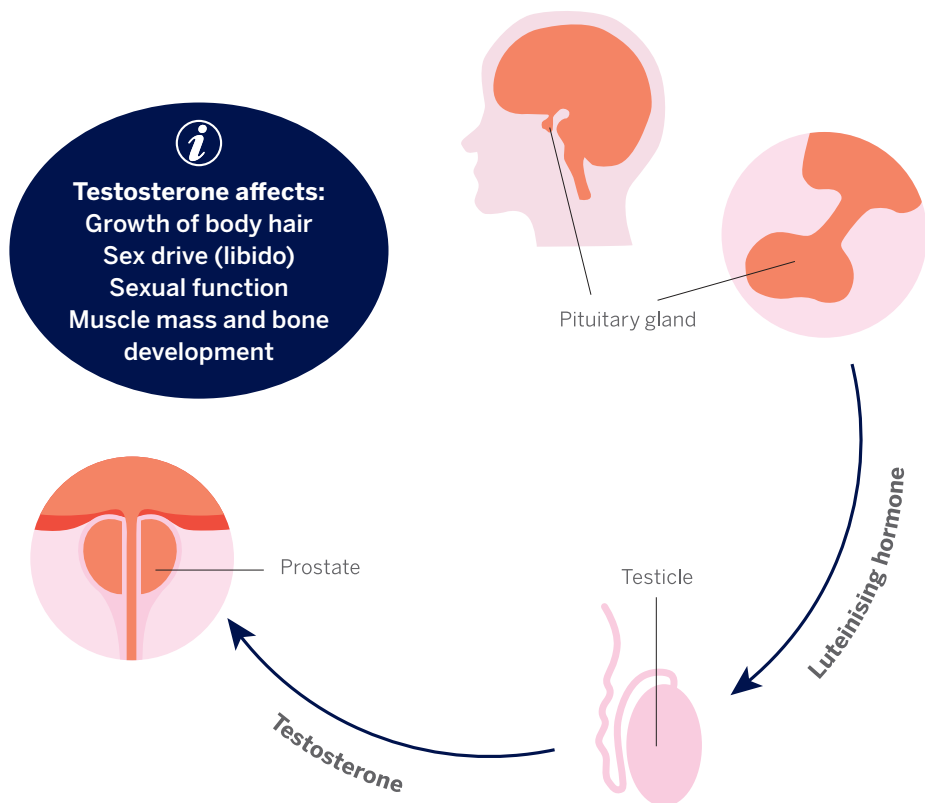 Testosterone affects:
Growth of body hair
Sex drive (libido)
Sexual function
Muscle mass and bone
development
Pituitary gland
Luteinising hormone
Testicle
Testosterone
Prostate